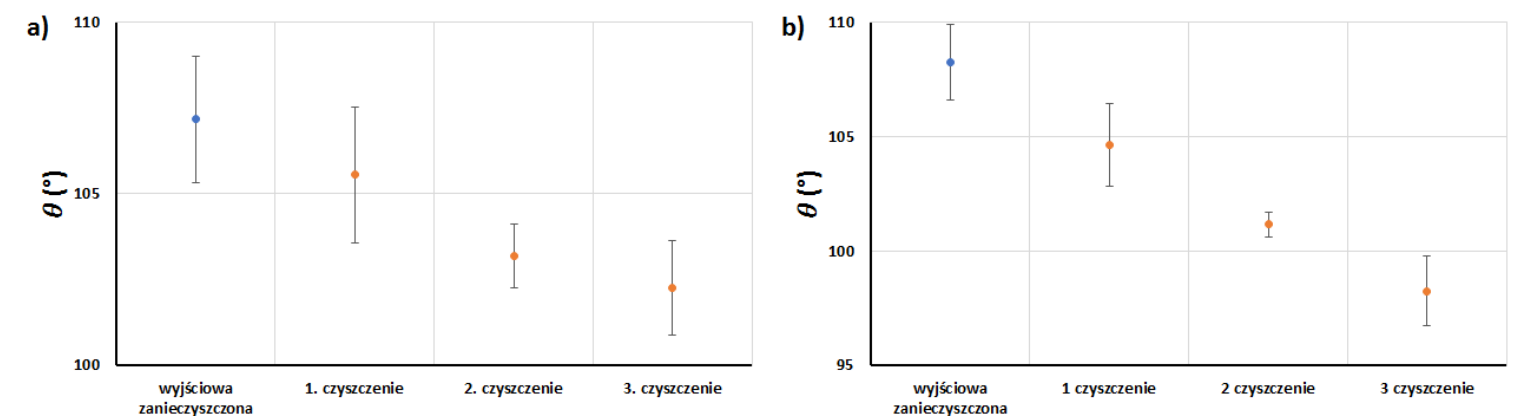 a)
110
105
100
θ (°)
wyjściowa
zanieczyszczona
1. czyszczenie
2. czyszczenie
3. czyszczenie
b)
110
105
100
95
θ (°)
wyjściowa
zanieczyszczona
1 czyszczenie
2 czyszczenie
3 czyszczenie